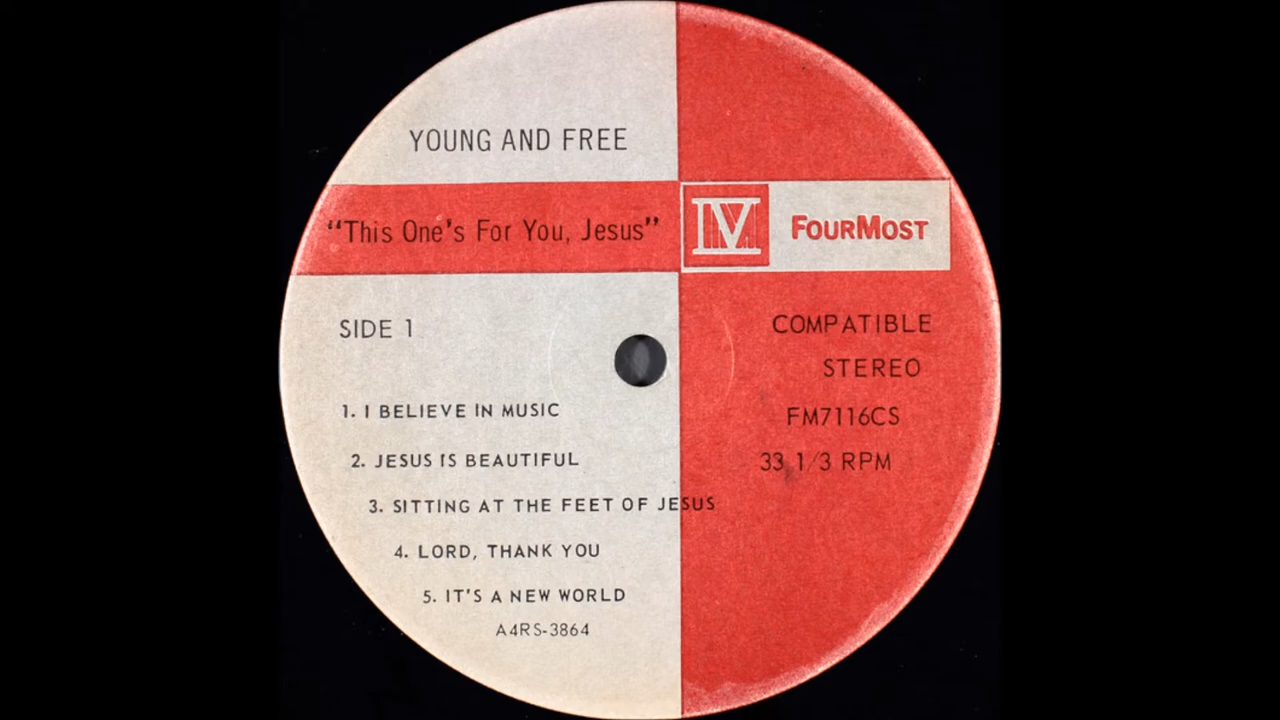 YOUNG AND FREE
"This One's For You, Jesus"
IV FOURMOST
SIDE 1
COMPATIBLE
STEREO
FM7116CS
33 1/3 RPM
1. I BELIEVE IN MUSIC
2. JESUS IS BEAUTIFUL
3. SITTING AT THE FEET OF JESUS
4. LORD, THANK YOU
5. IT'S A NEW WORLD
A4RS-3864